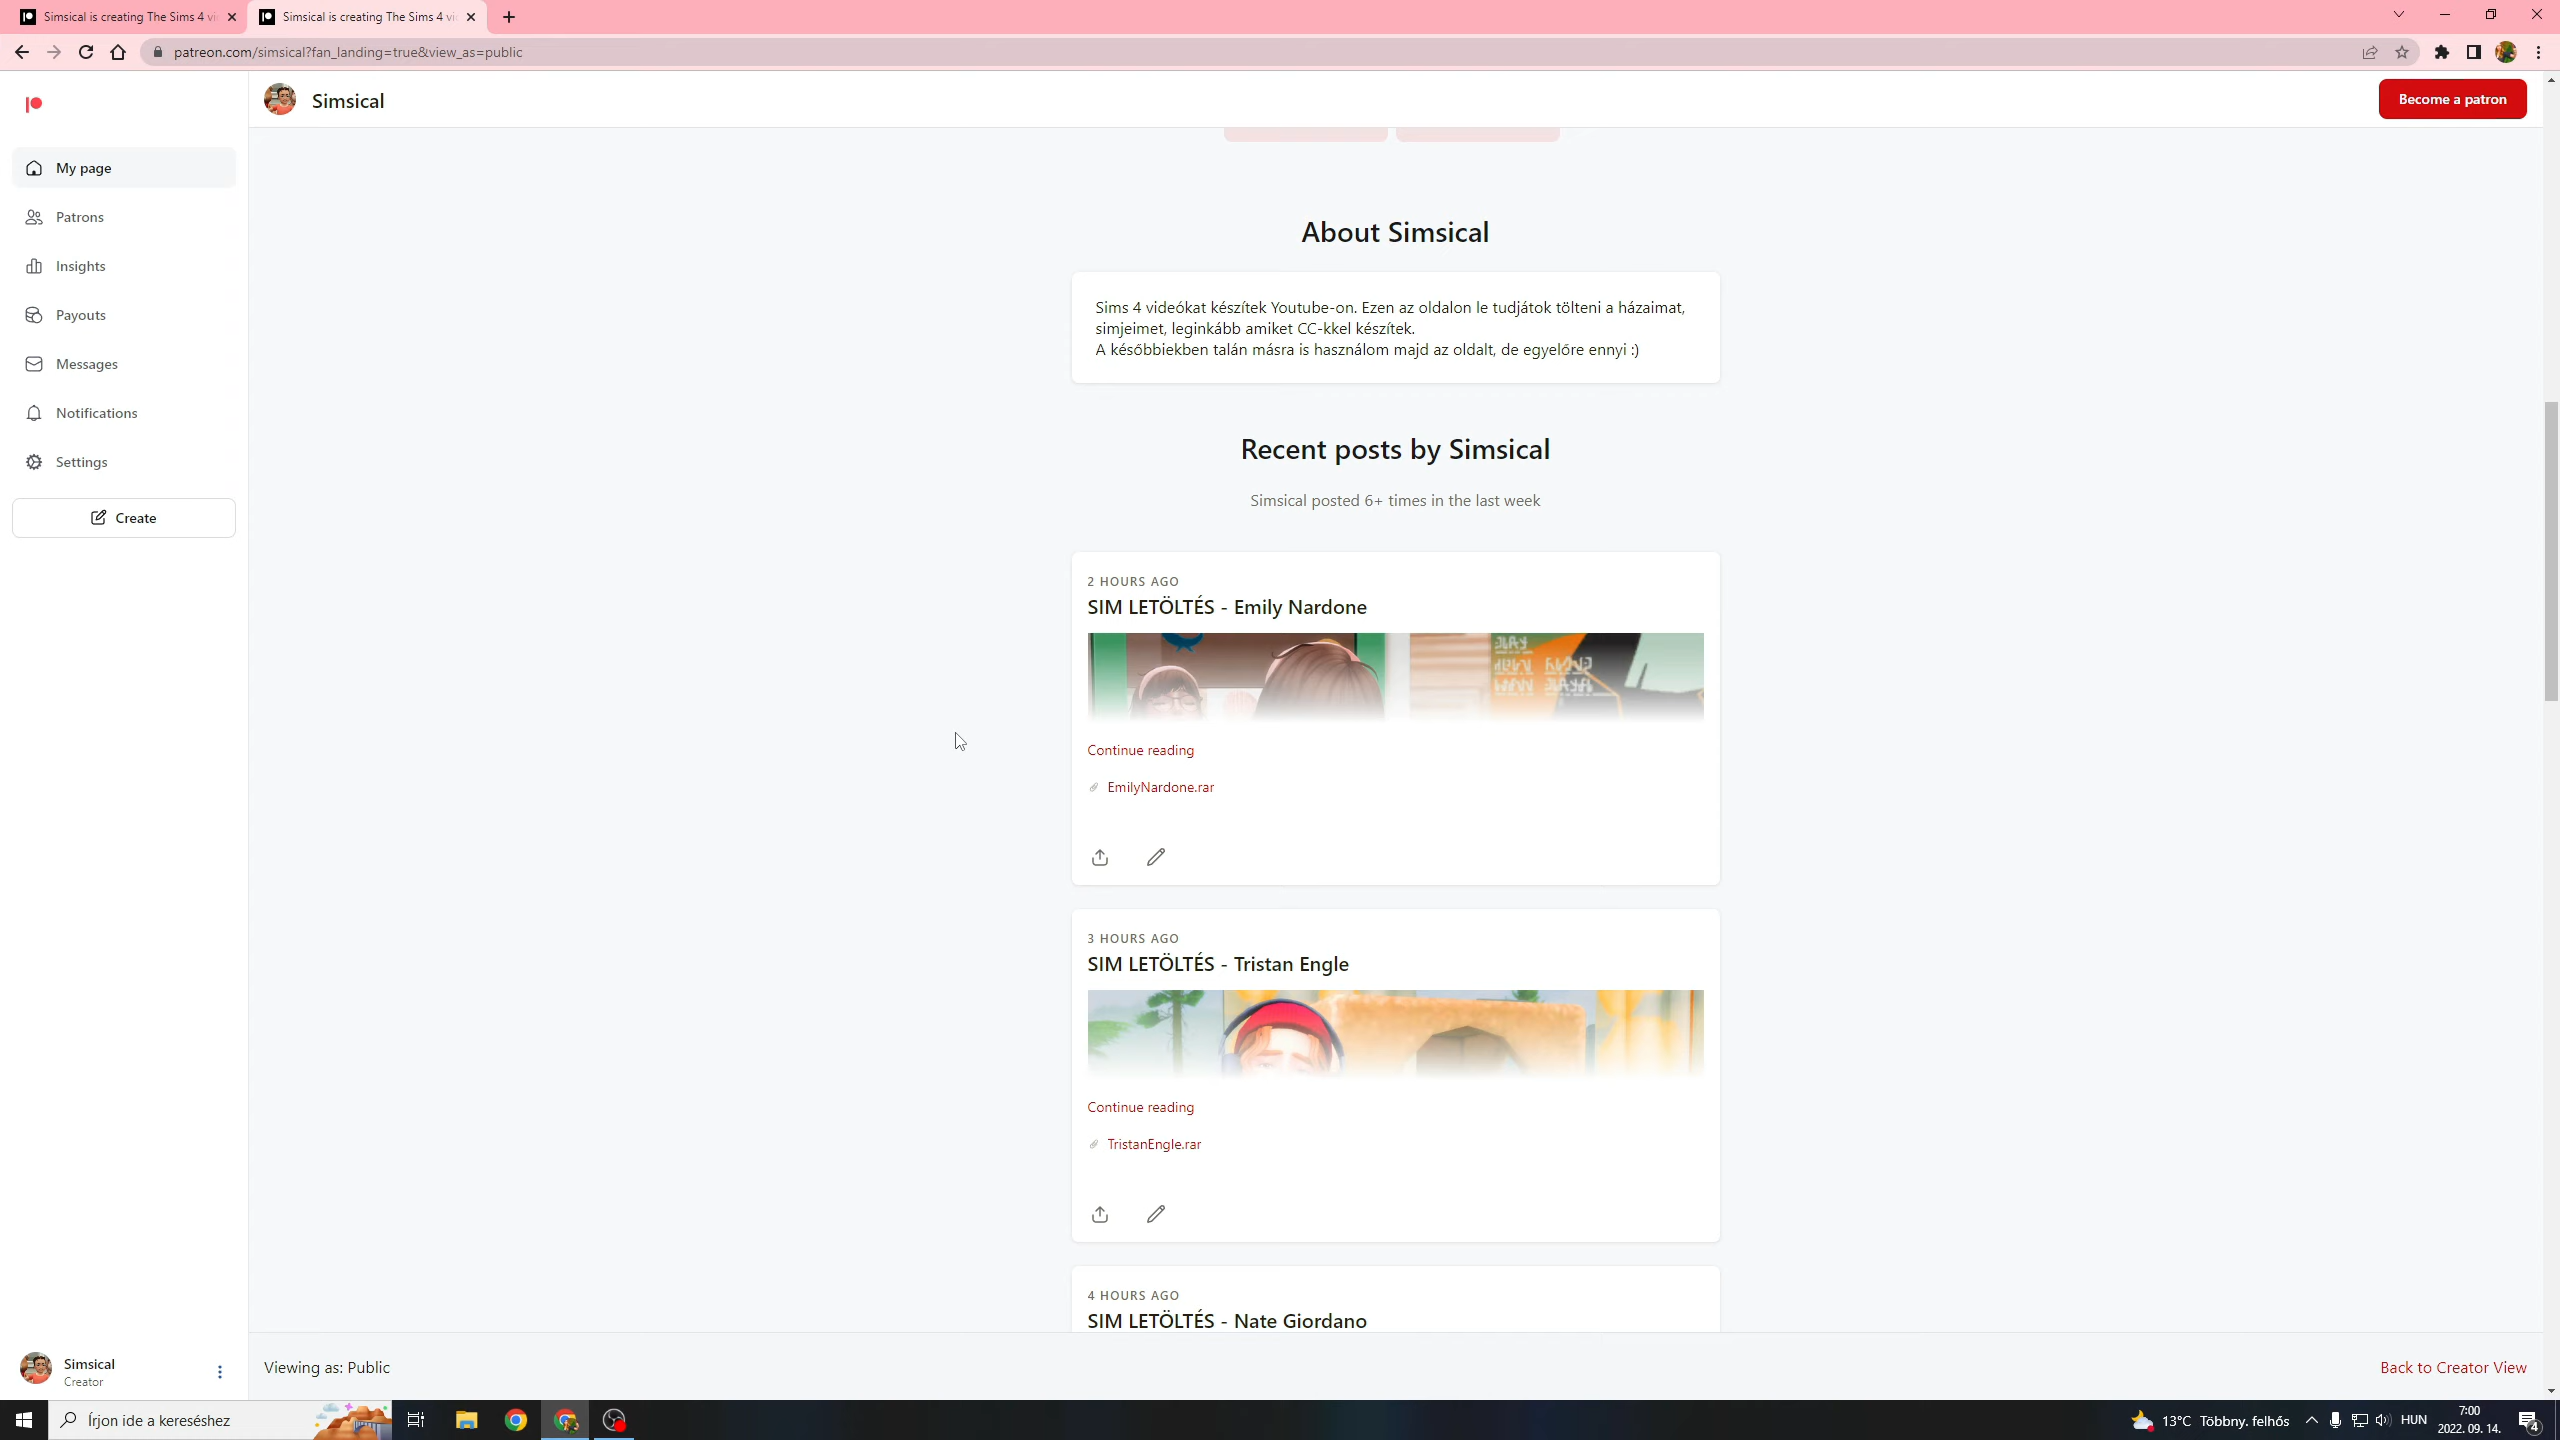 Simsical is creating The Sims 4 vi
Simsical is creating The Sims 4 vi
patreon.com/simsical?fan_landing=true&view_as=public
Simsical
Become a patron
My page
Patrons
Insights
Payouts
Messages
Notifications
Settings
Create
About Simsical
Sims 4 videókat készítek Youtube-on. Ezen az oldalon le tudjátok tölteni a házaimat,
simjeimet, leginkább amiket CC-kkel készítek.
A későbbiekben talán másra is használom majd az oldalt, de egyelőre ennyi :)
Recent posts by Simsical
Simsical posted 6+ times in the last week
2 HOURS AGO
SIM LETÖLTÉS - Emily Nardone
Continue reading
EmilyNardone.rar
3 HOURS AGO
SIM LETÖLTÉS - Tristan Engle
Continue reading
TristanEngle.rar
4 HOURS AGO
SIM LETÖLTÉS - Nate Giordano
Simsical
Creator
Viewing as: Public
Back to Creator View
Írjon ide a kereséshez
13°C Többny. felhős
HUN
7:00
2022. 09. 14.
4